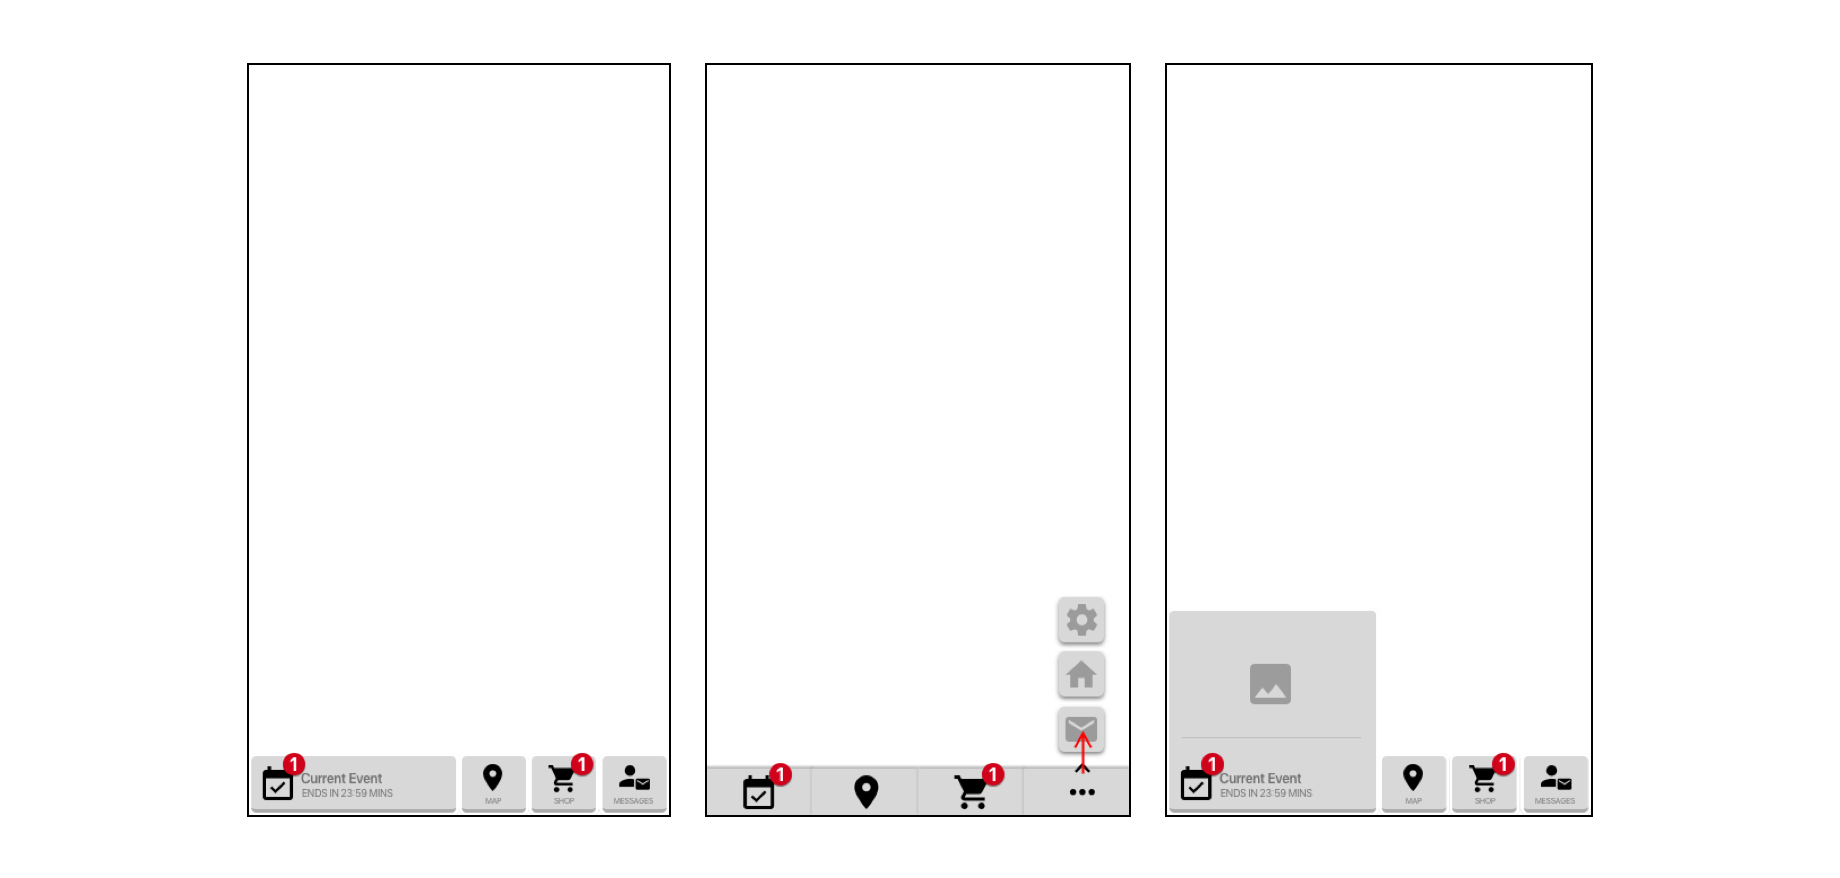 1
Current Event
ENDS IN 23:59 MINS
MAP
1
SHOP
MESSAGES
1
1
1
Current Event
ENDS IN 23:59 MINS
MAP
1
SHOP
MESSAGES